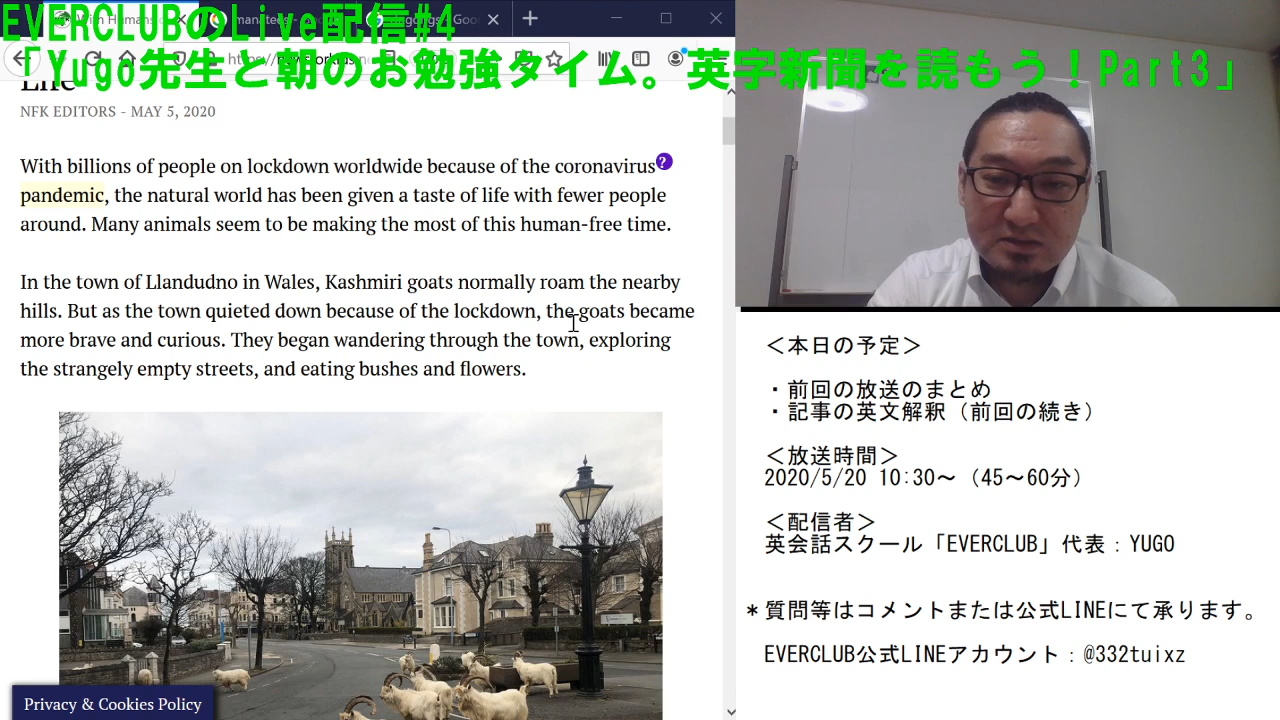 EVERCLUBのLive配信#4
「Yugo先生と朝のお勉強タイム。英字新聞を読もう！Part3」
Life
NFK EDITORS - MAY 5, 2020
With billions of people on lockdown worldwide because of the coronavirus ?
pandemic, the natural world has been given a taste of life with fewer people
around. Many animals seem to be making the most of this human-free time.
In the town of Llandudno in Wales, Kashmiri goats normally roam the nearby
hills. But as the town quieted down because of the lockdown, the goats became
more brave and curious. They began wandering through the town, exploring
the strangely empty streets, and eating bushes and flowers.
Privacy & Cookies Policy
＜本日の予定＞
・前回の放送のまとめ
・記事の英文解釈（前回の続き）
＜放送時間＞
2020/5/20 10:30～（45～60分）
＜配信者＞
英会話スクール「EVERCLUB」代表：YUGO
＊質問等はコメントまたは公式LINEにて承ります。
EVERCLUB公式LINEアカウント：@332tuixz